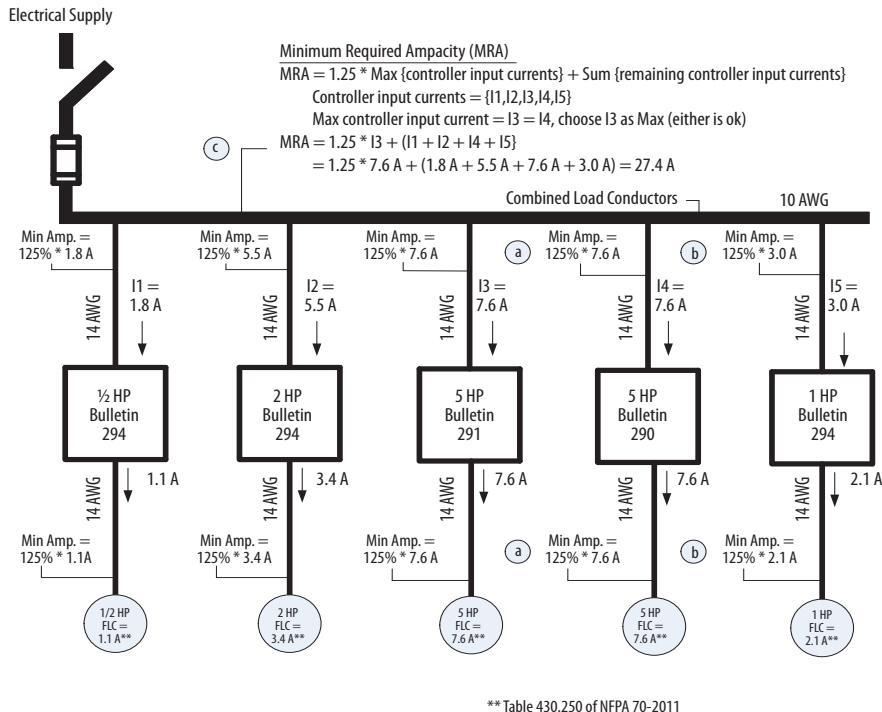 Electrical Supply
Minimum Required Ampacity (MRA)
MRA = 1.25 * Max {controller input currents} + Sum {remaining controller input currents}
Controller input currents = {I1,I2,I3,I4,I5}
Max controller input current = I3 = I4, choose I3 as Max (either is ok)
c
MRA = 1.25 * I3 + (I1 + I2 + I4 + I5}
= 1.25 * 7.6 A + (1.8 A + 5.5 A + 7.6 A + 3.0 A) = 27.4 A
Combined Load Conductors
10 AWG
Min Amp. =
125% * 1.8 A
Min Amp. =
125% * 5.5 A
Min Amp. =
125% * 7.6 A
a
Min Amp. =
125% * 7.6 A
b
Min Amp. =
125% * 3.0 A
14 AWG
I1 =
1.8 A
14 AWG
I2 =
5.5 A
14 AWG
I3 =
7.6 A
14 AWG
I4 =
7.6 A
14 AWG
I5 =
3.0 A
½ HP
Bulletin
294
2 HP
Bulletin
294
5 HP
Bulletin
291
5 HP
Bulletin
290
1 HP
Bulletin
294
14 AWG
1.1 A
14 AWG
3.4 A
14 AWG
7.6 A
14 AWG
7.6 A
14 AWG
2.1 A
Min Amp. =
125% * 1.1A
Min Amp. =
125% * 3.4 A
Min Amp. =
125% * 7.6 A
a
Min Amp. =
125% * 7.6 A
b
Min Amp. =
125% * 2.1 A
1/2 HP
FLC =
1.1 A**
2 HP
FLC =
3.4 A**
5 HP
FLC =
7.6 A**
5 HP
FLC =
7.6 A**
1 HP
FLC =
2.1 A**
** Table 430.250 of NFPA 70-2011